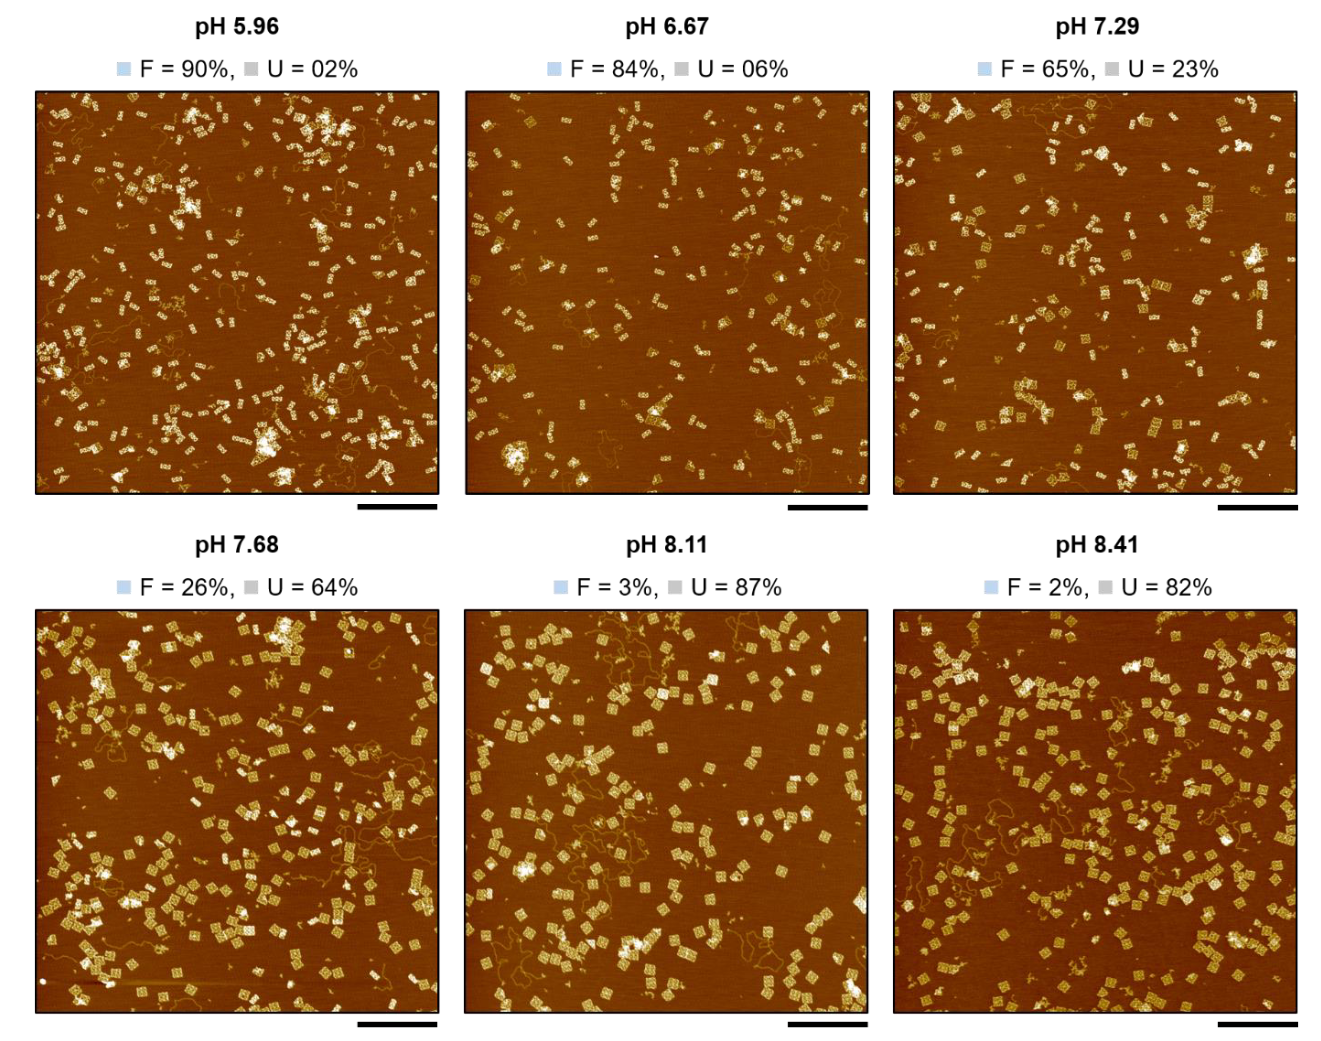 pH 5.96
F = 90%, U = 02%
pH 6.67
F = 84%, U = 06%
pH 7.29
F = 65%, U = 23%
pH 7.68
F = 26%, U = 64%
pH 8.11
F = 3%, U = 87%
pH 8.41
F = 2%, U = 82%